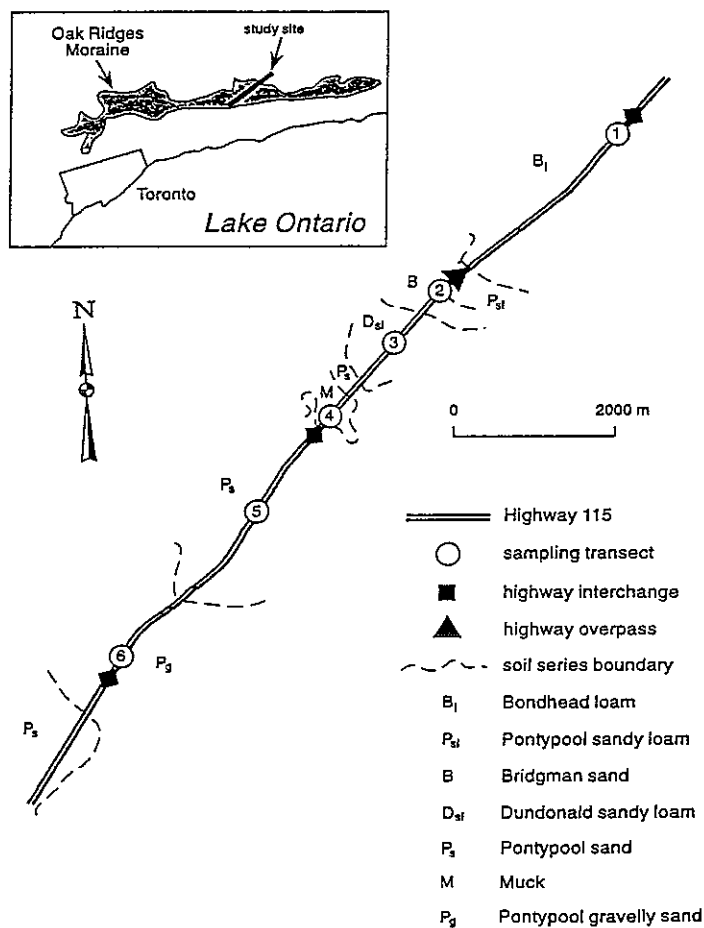 Oak Ridges
Moraine
study site
Toronto
Lake Ontario
N
1
Bl
B
2
Psl
Dsl
3
Ps
M
4
0 2000 m
Ps
5
6
Pg
Ps
Highway 115
sampling transect
highway interchange
highway overpass
soil series boundary
Bl Bondhead loam
Psl Pontypool sandy loam
B Bridgman sand
Dsl Dundonald sandy loam
Ps Pontypool sand
M Muck
Pg Pontypool gravelly sand